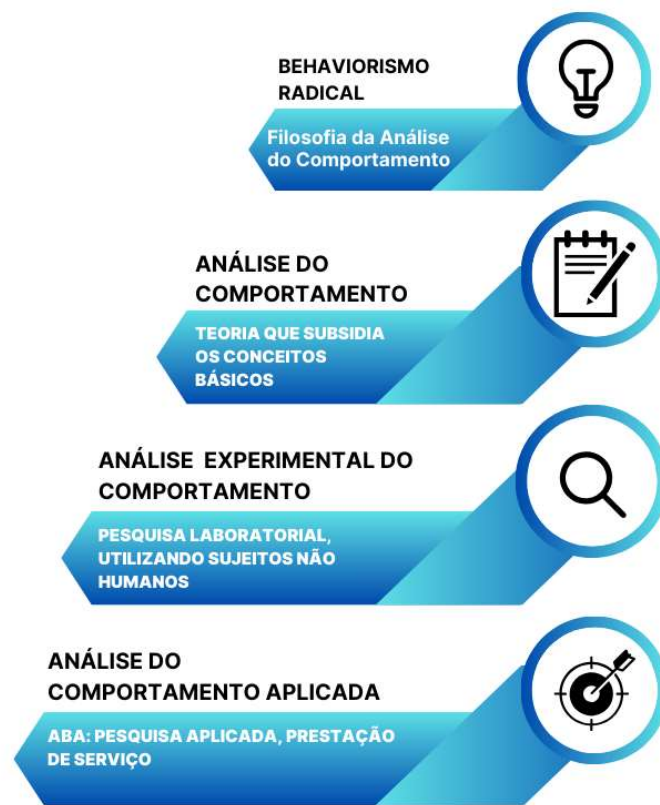 BEHAVIORISMO
RADICAL
Filosofia da Análise
do Comportamento
ANÁLISE DO
COMPORTAMENTO
TEORIA QUE SUBSIDIA
OS CONCEITOS
BÁSICOS
ANÁLISE EXPERIMENTAL DO
COMPORTAMENTO
PESQUISA LABORATORIAL,
UTILIZANDO SUJEITOS NÃO
HUMANOS
ANÁLISE DO
COMPORTAMENTO APLICADA
ABA: PESQUISA APLICADA, PRESTAÇÃO
DE SERVIÇO